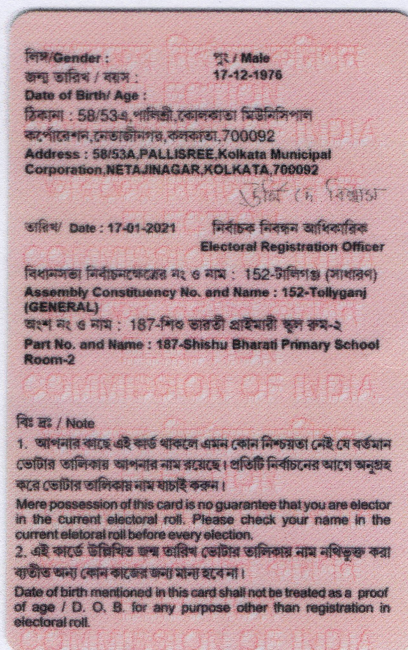 লিঙ্গ/Gender : পুং / Male
জন্ম তারিখ / বয়স : 17-12-1976
Date of Birth/ Age :
ঠিকানা : 58/53এ,পালিশ্রী,কোলকাতা মিউনিসিপাল
কর্পোরেশন,নেতাজীনগর,কলকাতা.700092
Address : 58/53A,PALLISREE,Kolkata Municipal
Corporation,NETAJINAGAR,KOLKATA,700092
তারিখ/ Date : 17-01-2021 নির্বাচক নিবন্ধন আধিকারিক
Electoral Registration Officer
বিধানসভা নির্বাচনক্ষেত্রের নং ও নাম : 152-টালিগঞ্জ (সাধারণ)
Assembly Constituency No. and Name : 152-Tollyganj
(GENERAL)
অংশ নং ও নাম : 187-শিশু ভারতী প্রাইমারী স্কুল রুম-২
Part No. and Name : 187-Shishu Bharati Primary School
Room-2
বিঃ দ্রঃ / Note
1. আপনার কাছে এই কার্ড থাকলে এমন কোন নিশ্চয়তা নেই যে বর্তমান
ভোটার তালিকায় আপনার নাম রয়েছে। প্রতিটি নির্বাচনের আগে অনুগ্রহ
করে ভোটার তালিকায় নাম যাচাই করুন।
Mere possession of this card is no guarantee that you are elector
in the current electoral roll. Please check your name in the
current eletoral roll before every election.
2. এই কার্ডে উল্লিখিত জন্ম তারিখ ভোটার তালিকায় নাম নথিভুক্ত করা
ব্যতীত অন্য কোন কাজের জন্য মান্য হবে না।
Date of birth mentioned in this card shall not be treated as a proof
of age / D. O. B. for any purpose other than registration in
electoral roll.